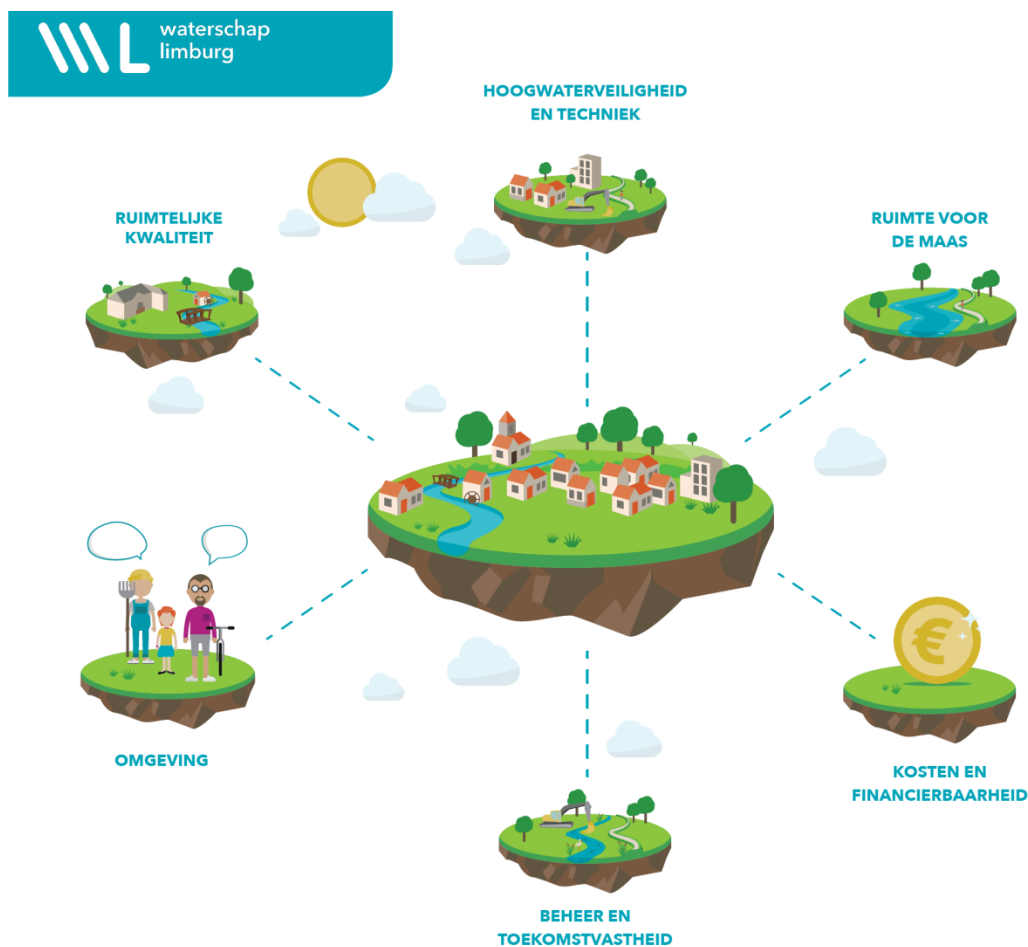 waterschap
limburg
HOOGWATERVEILIGHEID
EN TECHNIEK
RUIMTELIJKE
KWALITEIT
RUIMTE VOOR
DE MAAS
€
OMGEVING
KOSTEN EN
FINANCIERBAARHEID
BEHEER EN
TOEKOMSTVASTHEID